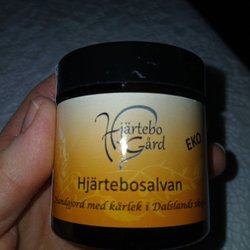 Hjärtebo
Gård
EKO
Hjärtebosalvan
med kärlek i Dalslands